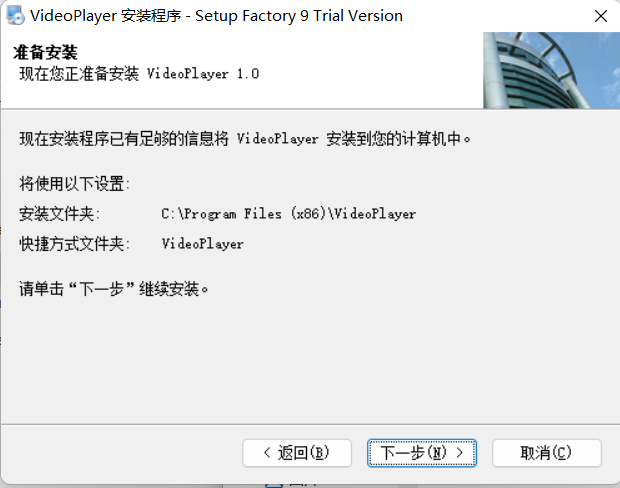 VideoPlayer 安装程序 - Setup Factory 9 Trial Version
准备安装
现在您正准备安装 VideoPlayer 1.0
现在安装程序已有足够的信息将 VideoPlayer 安装到您的计算机中。
将使用以下设置:
安装文件夹: C:\Program Files (x86)\VideoPlayer
快捷方式文件夹: VideoPlayer
请单击“下一步”继续安装。
< 返回(B) 下一步(N) > 取消(C)